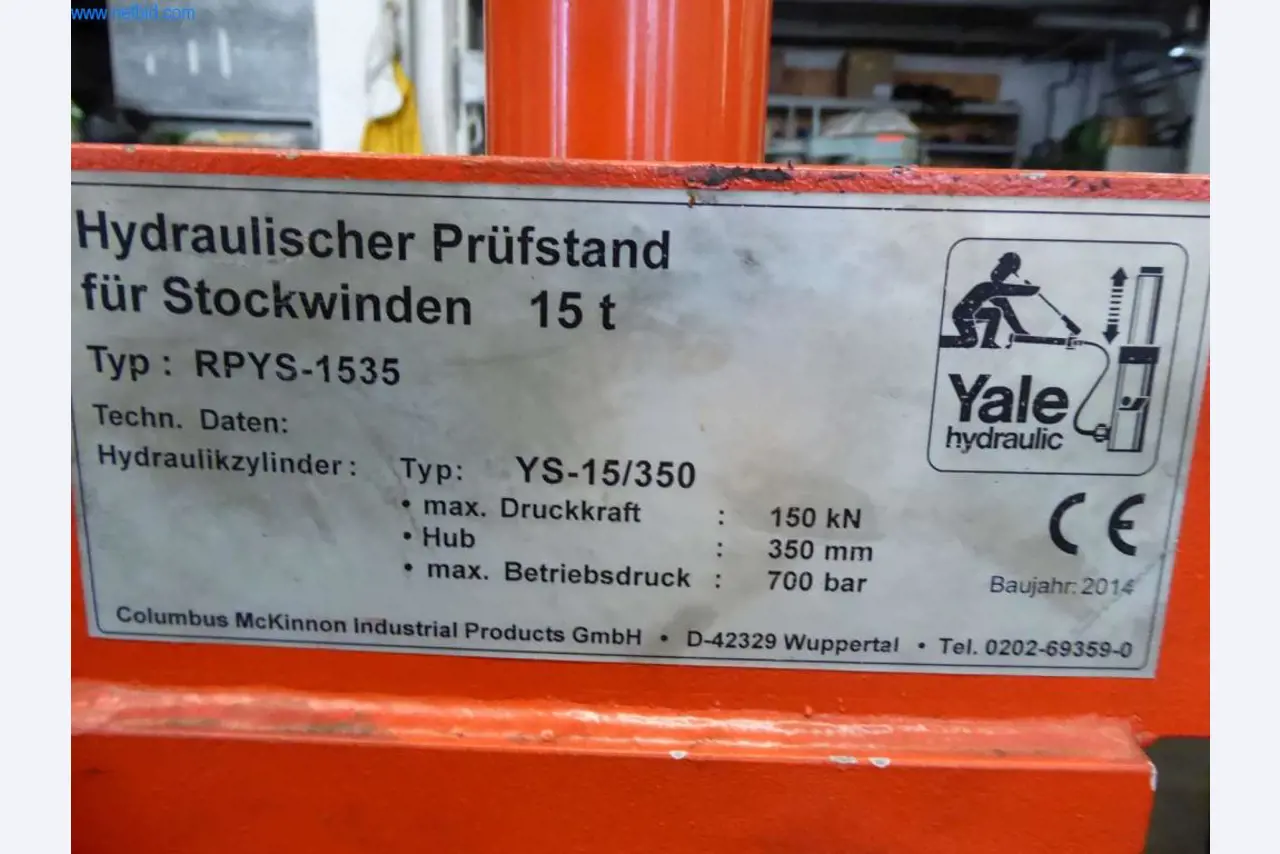 www.netbid.com
Hydraulischer Prüfstand
für Stockwinden 15 t
Typ : RPYS-1535
Techn. Daten:
Hydraulikzylinder : Typ: YS-15/350
• max. Druckkraft : 150 kN
• Hub : 350 mm
• max. Betriebsdruck : 700 bar
Yale
hydraulic
CE
Baujahr: 2014
Columbus McKinnon Industrial Products GmbH • D-42329 Wuppertal • Tel. 0202-69359-0